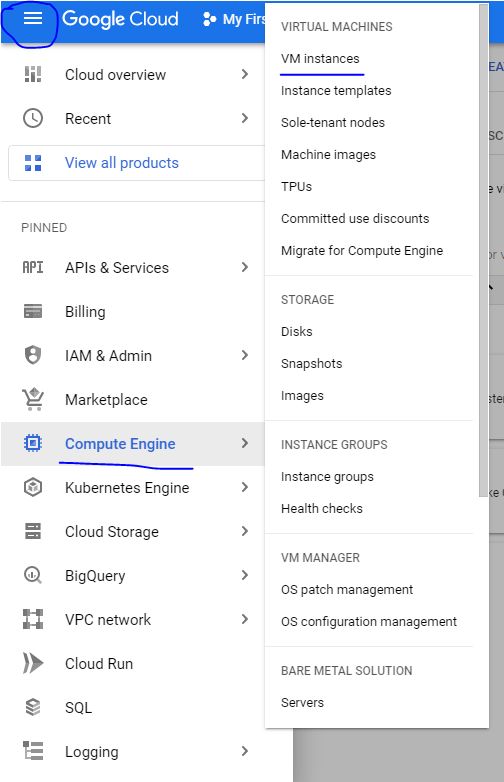 Google Cloud
My Firs
Cloud overview
Recent
View all products
PINNED
API
APIs & Services
Billing
IAM & Admin
Marketplace
Compute Engine
Kubernetes Engine
Cloud Storage
BigQuery
VPC network
Cloud Run
SQL
Logging
VIRTUAL MACHINES
VM instances
Instance templates
Sole-tenant nodes
Machine images
TPUs
Committed use discounts
Migrate for Compute Engine
STORAGE
Disks
Snapshots
Images
INSTANCE GROUPS
Instance groups
Health checks
VM MANAGER
OS patch management
OS configuration management
BARE METAL SOLUTION
Servers